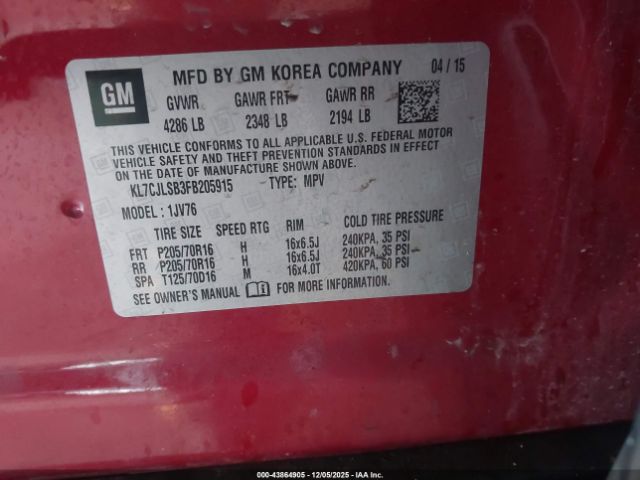 GM MFD BY GM KOREA COMPANY 04 / 15
GVWR GAWR FRT GAWR RR
4286 LB 2348 LB 2194 LB
THIS VEHICLE CONFORMS TO ALL APPLICABLE U.S. FEDERAL MOTOR
VEHICLE SAFETY AND THEFT PREVENTION STANDARDS IN EFFECT
ON THE DATE OF MANUFACTURE SHOWN ABOVE.
KL7CJLSB3FB205915 TYPE: MPV
MODEL : 1JV76
TIRE SIZE SPEED RTG RIM COLD TIRE PRESSURE
FRT P205/70R16 H 16x6.5J 240KPA, 35 PSI
RR P205/70R16 H 16x6.5J 240KPA, 35 PSI
SPA T125/70D16 M 16x4.0T 420KPA, 60 PSI
SEE OWNER'S MANUAL FOR MORE INFORMATION.
000-43864905 - 12/05/2025 - IAA Inc.